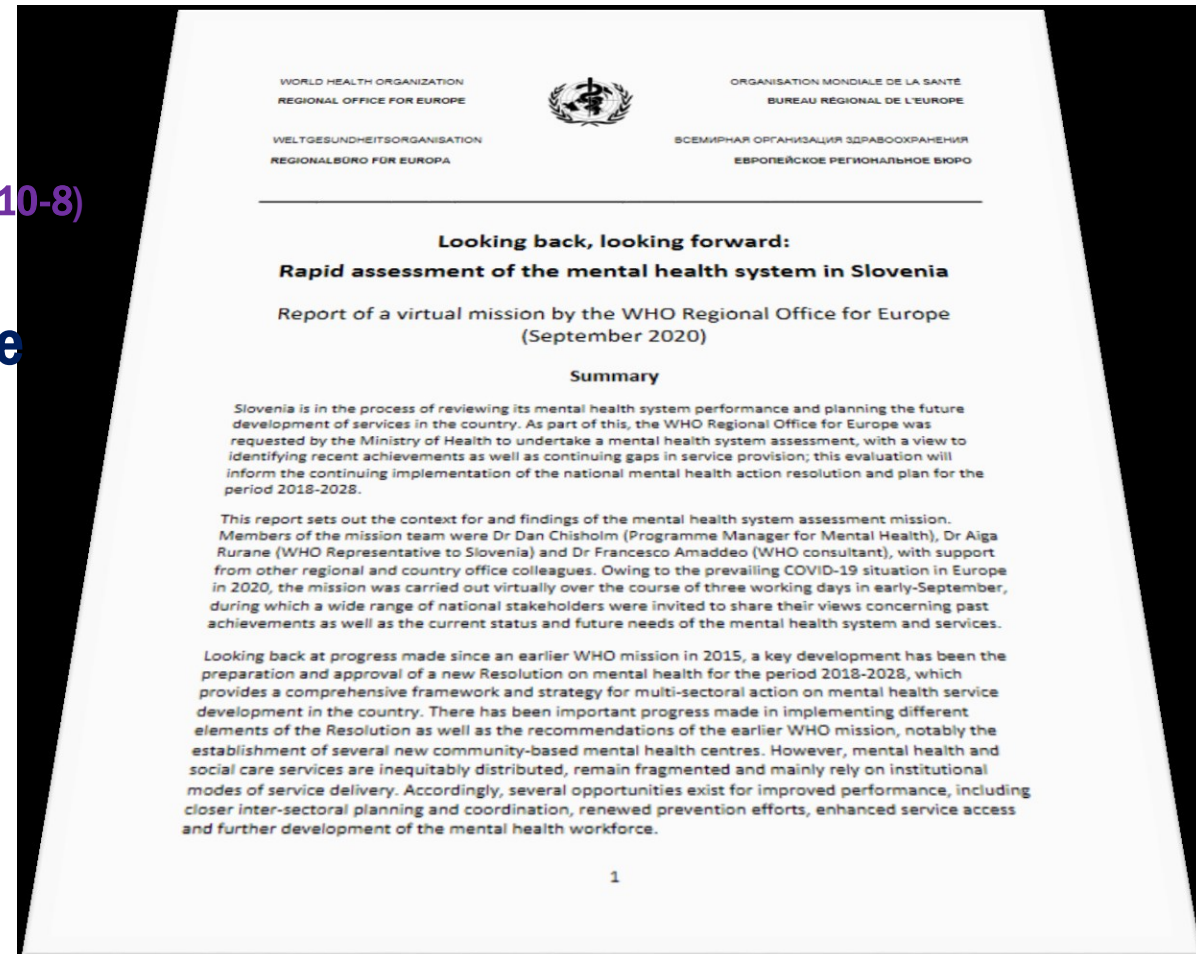 10-8)
e
WORLD HEALTH ORGANIZATION
REGIONAL OFFICE FOR EUROPE
WELTGESUNDHEITSORGANISATION
REGIONALBÜRO FÜR EUROPA
ORGANISATION MONDIALE DE LA SANTÉ
BUREAU RÉGIONAL DE L'EUROPE
ВСЕМИРНАЯ ОРГАНИЗАЦИЯ ЗДРАВООХРАНЕНИЯ
ЕВРОПЕЙСКОЕ РЕГИОНАЛЬНОЕ БЮРО
Looking back, looking forward:
Rapid assessment of the mental health system in Slovenia
Report of a virtual mission by the WHO Regional Office for Europe
(September 2020)
Summary
Slovenia is in the process of reviewing its mental health system performance and planning the future
development of services in the country. As part of this, the WHO Regional Office for Europe was
requested by the Ministry of Health to undertake a mental health system assessment, with a view to
identifying recent achievements as well as continuing gaps in service provision; this evaluation will
inform the continuing implementation of the national mental health action resolution and plan for the
period 2018-2028.
This report sets out the context for and findings of the mental health system assessment mission.
Members of the mission team were Dr Dan Chisholm (Programme Manager for Mental Health), Dr Aiga
Rurane (WHO Representative to Slovenia) and Dr Francesco Amaddeo (WHO consultant), with support
from other regional and country office colleagues. Owing to the prevailing COVID-19 situation in Europe
in 2020, the mission was carried out virtually over the course of three working days in early-September,
during which a wide range of national stakeholders were invited to share their views concerning past
achievements as well as the current status and future needs of the mental health system and services.
Looking back at progress made since an earlier WHO mission in 2015, a key development has been the
preparation and approval of a new Resolution on mental health for the period 2018-2028, which
provides a comprehensive framework and strategy for multi-sectoral action on mental health service
development in the country. There has been important progress made in implementing different
elements of the Resolution as well as the recommendations of the earlier WHO mission, notably the
establishment of several new community-based mental health centres. However, mental health and
social care services are inequitably distributed, remain fragmented and mainly rely on institutional
modes of service delivery. Accordingly, several opportunities exist for improved performance, including
closer inter-sectoral planning and coordination, renewed prevention efforts, enhanced service access
and further development of the mental health workforce.
1